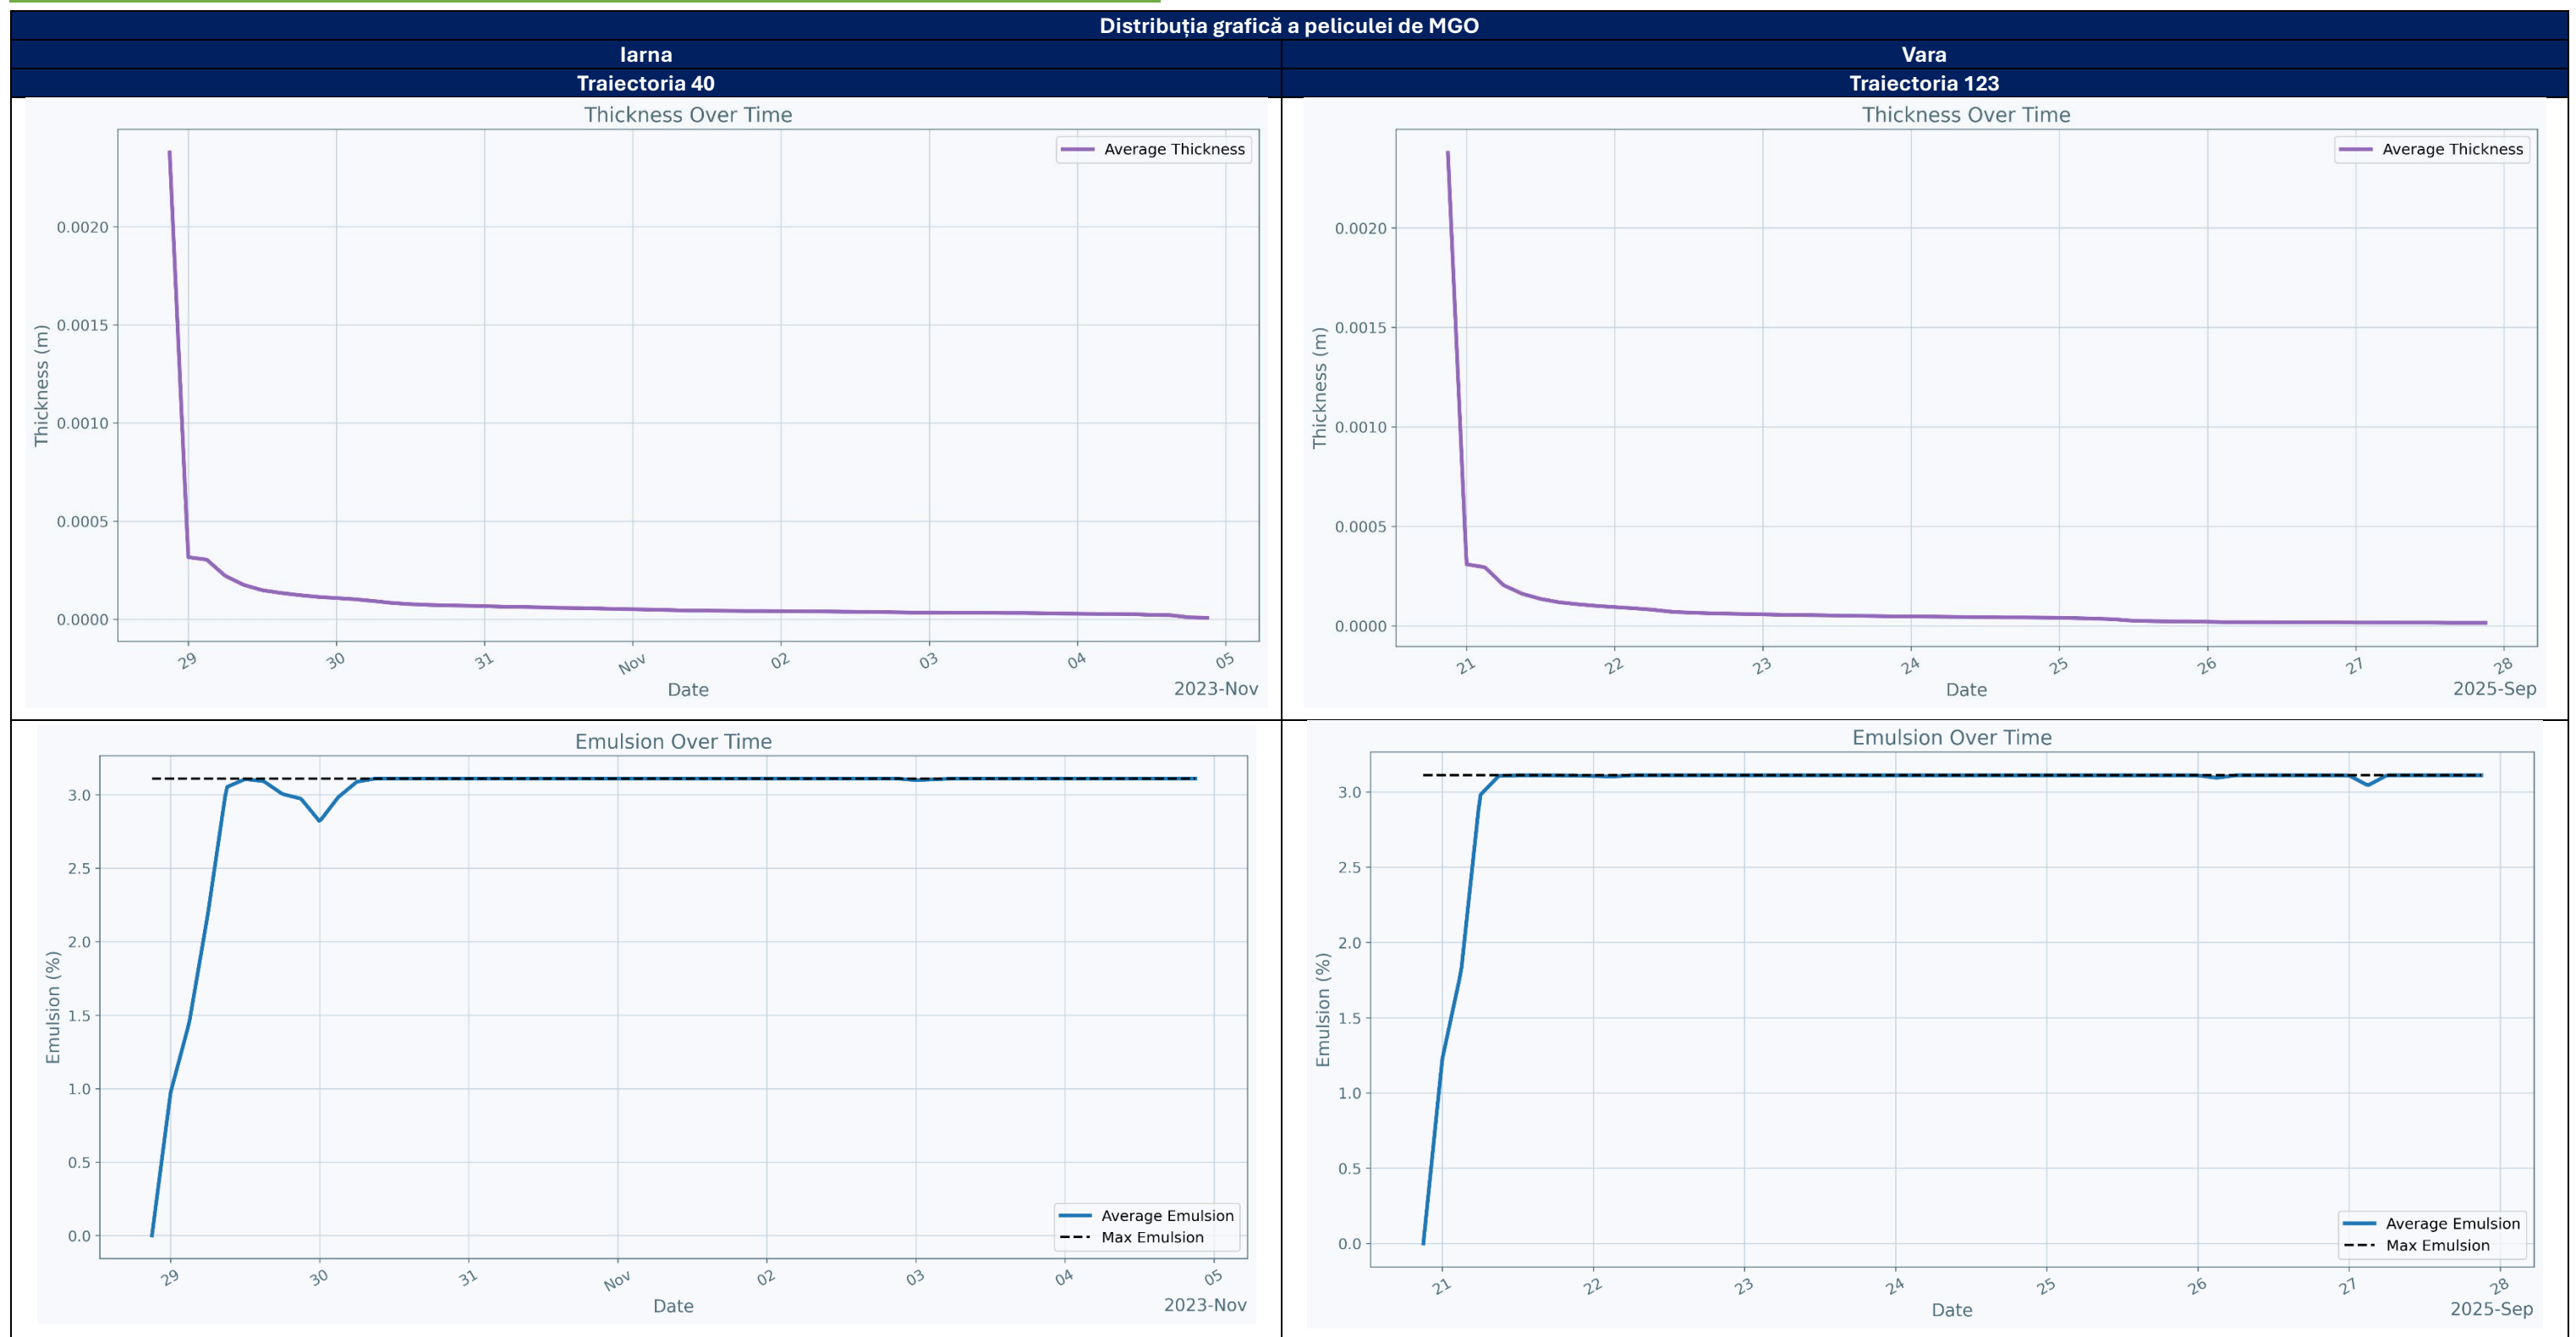 Distribuția grafică a peliculei de MGO
Iarna
Vara
Traiectoria 40
Traiectoria 123
Thickness Over Time
Average Thickness
Thickness (m)
0.0020
0.0015
0.0010
0.0005
0.0000
29
30
31
Nov
02
03
04
05
Date
2023-Nov
Thickness Over Time
Average Thickness
Thickness (m)
0.0020
0.0015
0.0010
0.0005
0.0000
21
22
23
24
25
26
27
28
Date
2025-Sep
Emulsion Over Time
Emulsion (%)
3.0
2.5
2.0
1.5
1.0
0.5
0.0
Average Emulsion
Max Emulsion
29
30
31
Nov
02
03
04
05
Date
2023-Nov
Emulsion Over Time
Emulsion (%)
3.0
2.5
2.0
1.5
1.0
0.5
0.0
Average Emulsion
Max Emulsion
21
22
23
24
25
26
27
28
Date
2025-Sep